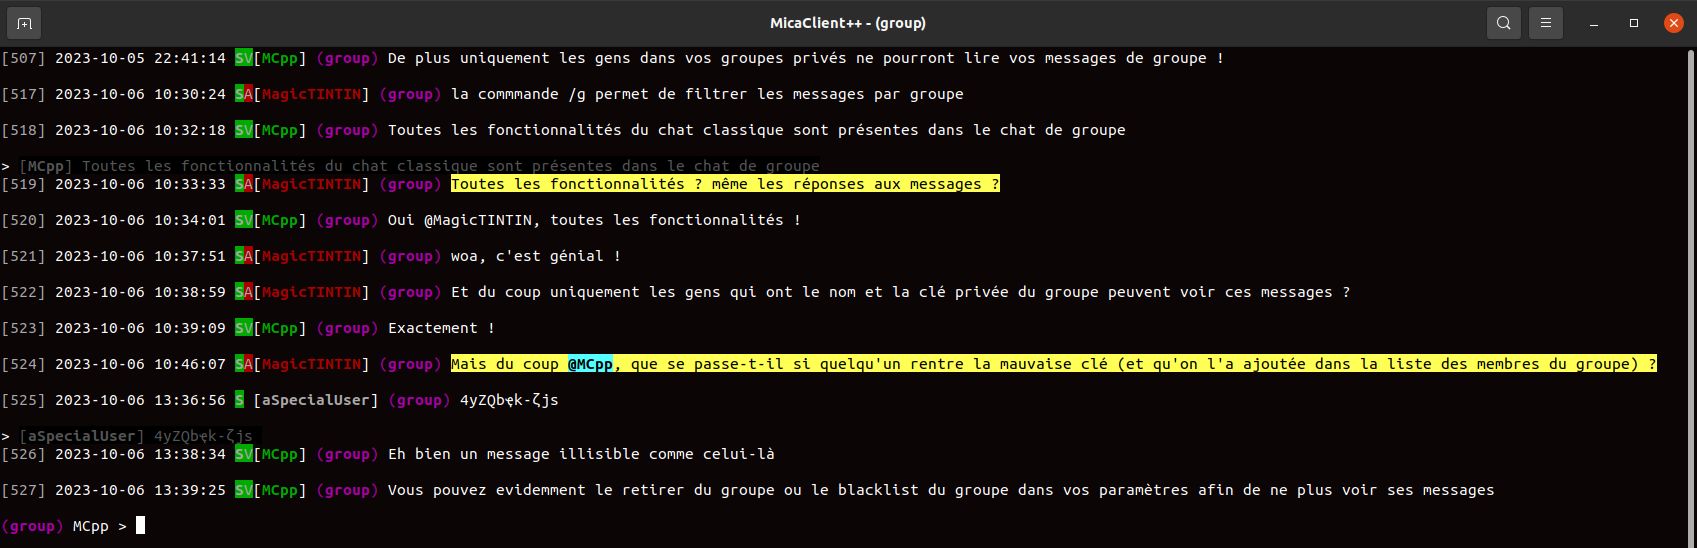 MicaClient++ - (group)
[507] 2023-10-05 22:41:14 SV[MCpp] (group) De plus uniquement les gens dans vos groupes privés ne pourront lire vos messages de groupe !
[517] 2023-10-06 10:30:24 SA[MagicTINTIN] (group) la commmande /g permet de filtrer les messages par groupe
[518] 2023-10-06 10:32:18 SV[MCpp] (group) Toutes les fonctionnalités du chat classique sont présentes dans le chat de groupe
> [MCpp] Toutes les fonctionnalités du chat classique sont présentes dans le chat de groupe
[519] 2023-10-06 10:33:33 SA[MagicTINTIN] (group) Toutes les fonctionnalités ? même les réponses aux messages ?
[520] 2023-10-06 10:34:01 SV[MCpp] (group) Oui @MagicTINTIN, toutes les fonctionnalités !
[521] 2023-10-06 10:37:51 SA[MagicTINTIN] (group) woa, c'est génial !
[522] 2023-10-06 10:38:59 SA[MagicTINTIN] (group) Et du coup uniquement les gens qui ont le nom et la clé privée du groupe peuvent voir ces messages ?
[523] 2023-10-06 10:39:09 SV[MCpp] (group) Exactement !
[524] 2023-10-06 10:46:07 SA[MagicTINTIN] (group) Mais du coup @MCpp, que se passe-t-il si quelqu'un rentre la mauvaise clé (et qu'on l'a ajoutée dans la liste des membres du groupe) ?
[525] 2023-10-06 13:36:56 S [aSpecialUser] (group) 4yZQbҿk-ζjs
> [aSpecialUser] 4yZQbҿk-ζjs
[526] 2023-10-06 13:38:34 SV[MCpp] (group) Eh bien un message illisible comme celui-là
[527] 2023-10-06 13:39:25 SV[MCpp] (group) Vous pouvez evidemment le retirer du groupe ou le blacklist du groupe dans vos paramètres afin de ne plus voir ses messages
(group) MCpp >